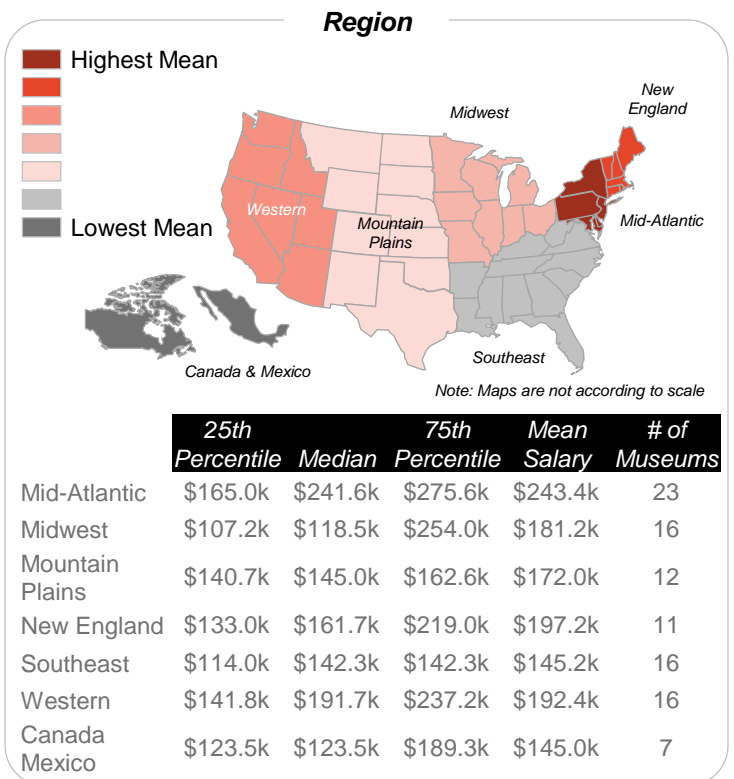 Region
Highest Mean
New
England
Midwest
Western
Mountain
Plains
Mid-Atlantic
Lowest Mean
Southeast
Canada & Mexico
Note: Maps are not according to scale
25th Percentile Median 75th Percentile Mean Salary # of Museums
Mid-Atlantic $165.0k $241.6k $275.6k $243.4k 23
Midwest $107.2k $118.5k $254.0k $181.2k 16
Mountain Plains $140.7k $145.0k $162.6k $172.0k 12
New England $133.0k $161.7k $219.0k $197.2k 11
Southeast $114.0k $142.3k $142.3k $145.2k 16
Western $141.8k $191.7k $237.2k $192.4k 16
Canada Mexico $123.5k $123.5k $189.3k $145.0k 7